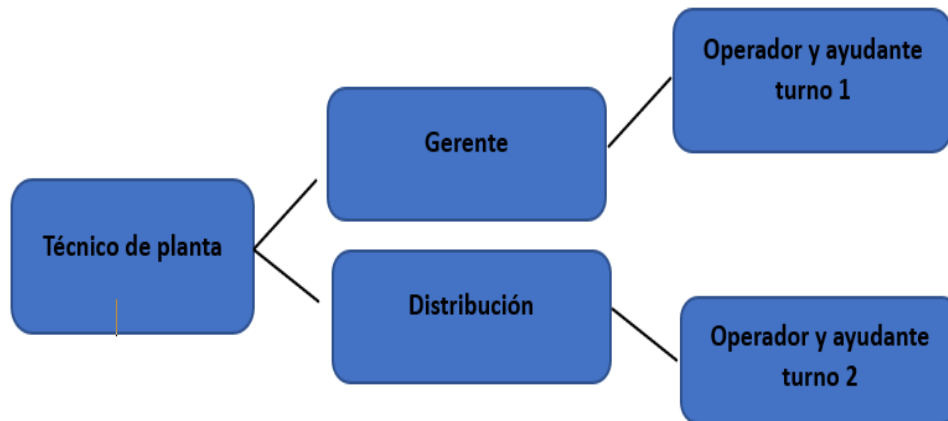 Técnico de planta
Gerente
Distribución
Operador y ayudante
turno 1
Operador y ayudante
turno 2